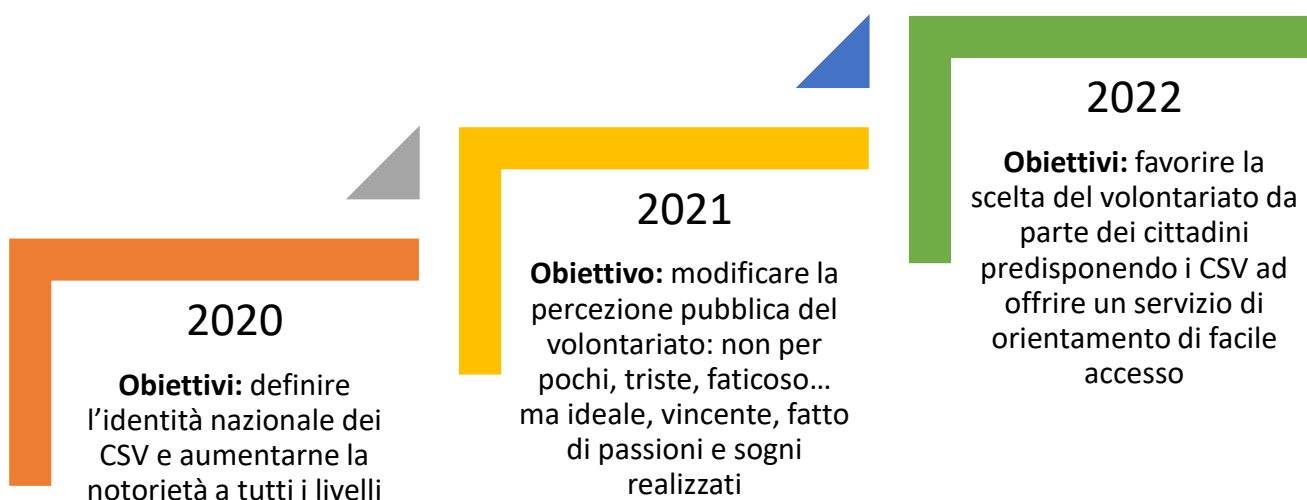 2020
Obiettivi: definire
l’identità nazionale dei
CSV e aumentarne la
notorietà a tutti i livelli
2021
Obiettivo: modificare la
percezione pubblica del
volontariato: non per
pochi, triste, faticoso…
ma ideale, vincente, fatto
di passioni e sogni
realizzati
2022
Obiettivi: favorire la
scelta del volontariato da
parte dei cittadini
predisponendo i CSV ad
offrire un servizio di
orientamento di facile
accesso